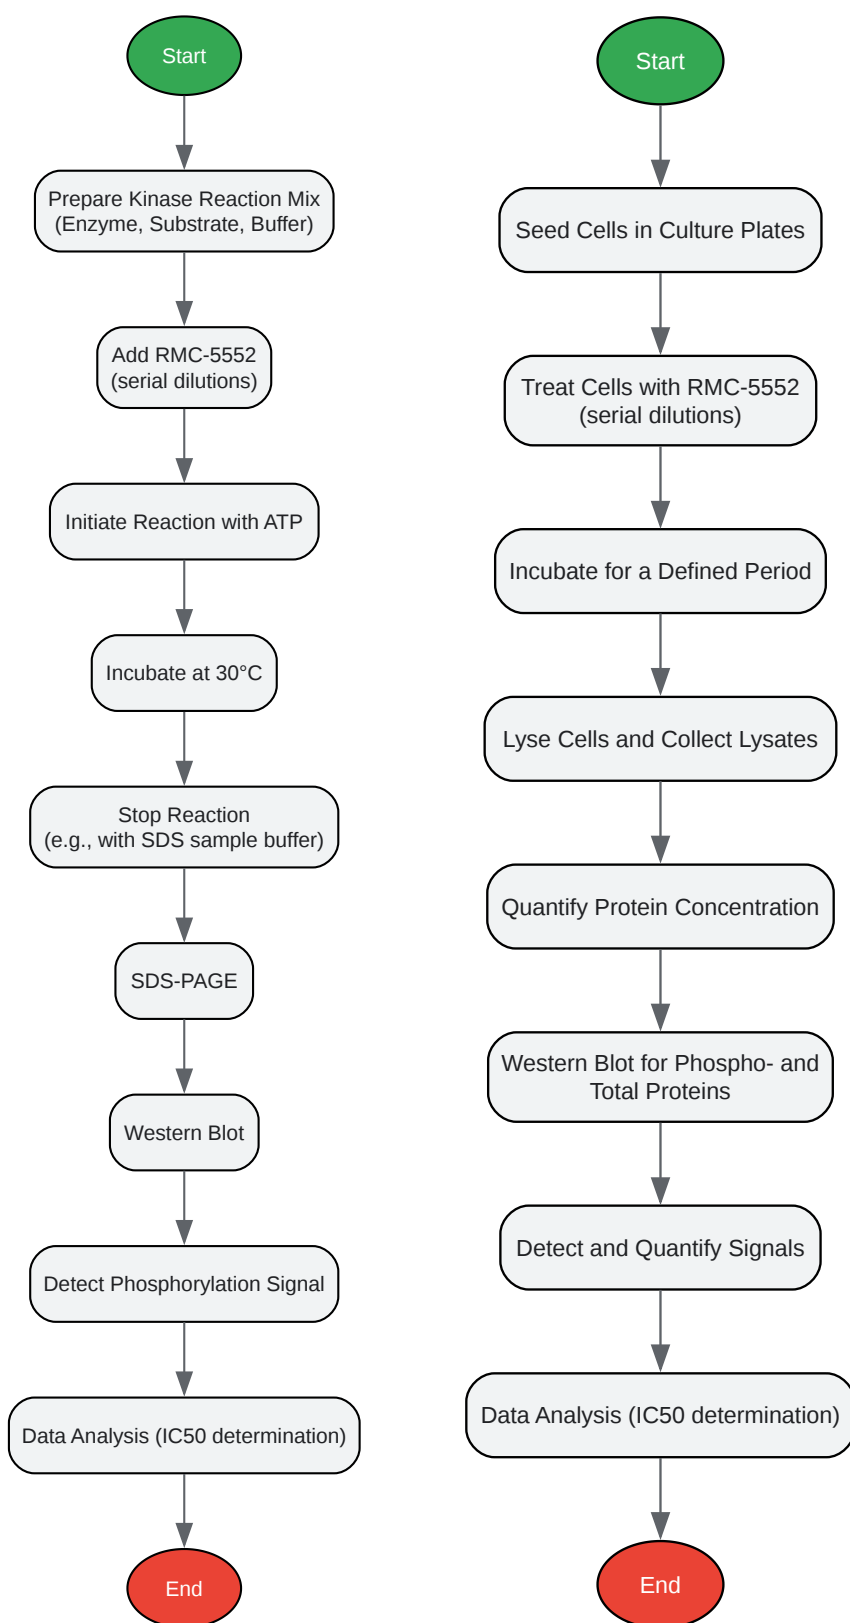 Start
Prepare Kinase Reaction Mix
(Enzyme, Substrate, Buffer)
Add RMC-5552
(serial dilutions)
Initiate Reaction with ATP
Incubate at 30°C
Stop Reaction
(e.g., with SDS sample buffer)
SDS-PAGE
Western Blot
Detect Phosphorylation Signal
Data Analysis (IC50 determination)
End
Start
Seed Cells in Culture Plates
Treat Cells with RMC-5552
(serial dilutions)
Incubate for a Defined Period
Lyse Cells and Collect Lysates
Quantify Protein Concentration
Western Blot for Phospho- and
Total Proteins
Detect and Quantify Signals
Data Analysis (IC50 determination)
End